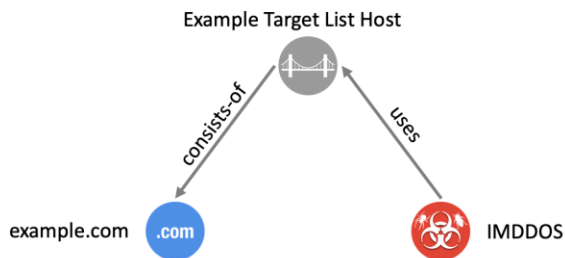 Example Target List Host
consists-of
uses
example.com
.com
IMDDOS